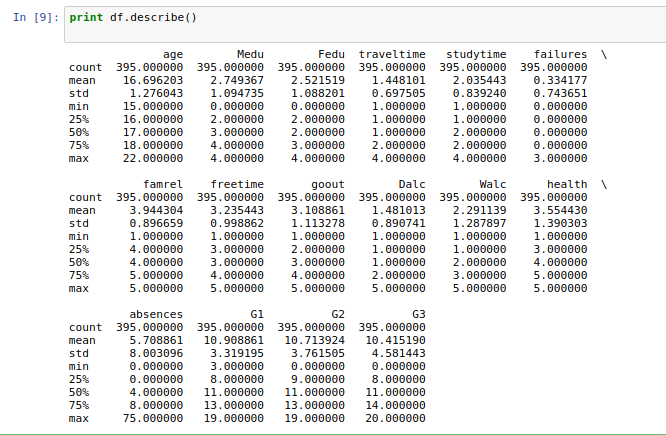 In [9]: print df.describe()
age Medu Fedu traveltime studytime failures \
count 395.000000 395.000000 395.000000 395.000000 395.000000 395.000000
mean 16.696203 2.749367 2.521519 1.448101 2.035443 0.334177
std 1.276043 1.094735 1.088201 0.697505 0.839240 0.743651
min 15.000000 0.000000 0.000000 1.000000 1.000000 0.000000
25% 16.000000 2.000000 2.000000 1.000000 1.000000 0.000000
50% 17.000000 3.000000 2.000000 1.000000 2.000000 0.000000
75% 18.000000 4.000000 3.000000 2.000000 2.000000 0.000000
max 22.000000 4.000000 4.000000 4.000000 4.000000 3.000000
famrel freetime goout Dalc Walc health \
count 395.000000 395.000000 395.000000 395.000000 395.000000 395.000000
mean 3.944304 3.235443 3.108861 1.481013 2.291139 3.554430
std 0.896659 0.998862 1.113278 0.890741 1.287897 1.390303
min 1.000000 1.000000 1.000000 1.000000 1.000000 1.000000
25% 4.000000 3.000000 2.000000 1.000000 1.000000 3.000000
50% 4.000000 3.000000 3.000000 1.000000 2.000000 4.000000
75% 5.000000 4.000000 4.000000 2.000000 3.000000 5.000000
max 5.000000 5.000000 5.000000 5.000000 5.000000 5.000000
absences G1 G2 G3
count 395.000000 395.000000 395.000000 395.000000
mean 5.708861 10.908861 10.713924 10.415190
std 8.003096 3.319195 3.761505 4.581443
min 0.000000 3.000000 0.000000 0.000000
25% 0.000000 8.000000 9.000000 8.000000
50% 4.000000 11.000000 11.000000 11.000000
75% 8.000000 13.000000 13.000000 14.000000
max 75.000000 19.000000 19.000000 20.000000